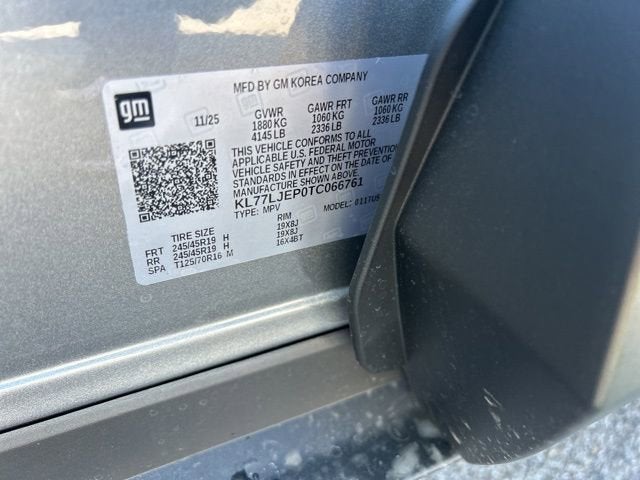 gm
MFD BY GM KOREA COMPANY
11/25
GVWR GAWR FRT GAWR RR
1880 KG 1060 KG 1060 KG
4145 LB 2336 LB 2336 LB
THIS VEHICLE CONFORMS TO ALL
APPLICABLE U.S. FEDERAL MOTOR
VEHICLE SAFETY AND THEFT PREVENTION
STANDARDS IN EFFECT ON THE DATE OF
MANUFACTURE SHOWN ABOVE.
KL77LJEP0TC066761
TYPE: MPV MODEL: 011TUS
TIRE SIZE RIM
FRT 245/45R19 H 19X8J
RR 245/45R19 H 19X8J
SPA T125/70R16 M 16X4BT